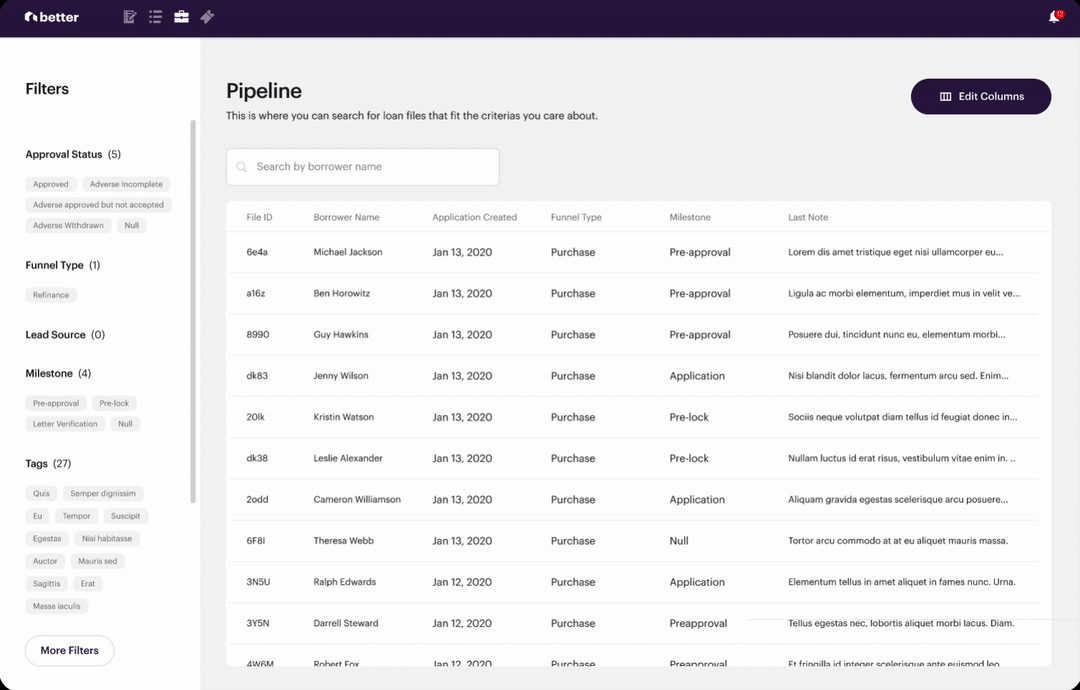 better
12
Filters
Approval Status (5)
Approved Adverse Incomplete
Adverse approved but not accepted
Adverse Withdrawn Null
Funnel Type (1)
Refinance
Lead Source (0)
Milestone (4)
Pre-approval Pre-lock
Letter Verification Null
Tags (27)
Quis Semper dignissim
Eu Tempor Suscipit
Egestas Nisi habitasse
Auctor Mauris sed
Sagittis Erat
Massa iaculis
More Filters
Pipeline
This is where you can search for loan files that fit the criterias you care about.
Edit Columns
Search by borrower name
File ID Borrower Name Application Created Funnel Type Milestone Last Note
6e4a Michael Jackson Jan 13, 2020 Purchase Pre-approval Lorem dis amet tristique eget nisi ullamcorper eu...
a16z Ben Horowitz Jan 13, 2020 Purchase Pre-approval Ligula ac morbi elementum, imperdiet mus in velit ve...
8990 Guy Hawkins Jan 13, 2020 Purchase Pre-approval Posuere dui, tincidunt nunc eu, elementum morbi...
dk83 Jenny Wilson Jan 13, 2020 Purchase Application Nisi blandit dolor lacus, fermentum arcu sed. Enim...
20lk Kristin Watson Jan 13, 2020 Purchase Pre-lock Sociis neque volutpat diam tellus id feugiat donec in...
dk38 Leslie Alexander Jan 13, 2020 Purchase Pre-lock Nullam luctus id erat risus, vestibulum vitae enim in. ..
2odd Cameron Williamson Jan 13, 2020 Purchase Application Aliquam gravida egestas scelerisque arcu posuere...
6F8I Theresa Webb Jan 13, 2020 Purchase Null Tortor arcu commodo at at eu aliquet mauris massa.
3N5U Ralph Edwards Jan 12, 2020 Purchase Application Elementum tellus in amet aliquet in fames nunc. Urna.
3Y5N Darrell Steward Jan 12, 2020 Purchase Preapproval Tellus egestas nec, lobortis aliquet morbi lacus. Diam.
4W6M Robert Fox Jan 12, 2020 Purchase Preapproval Et fringilla id integer scelerisque ante euismod leo